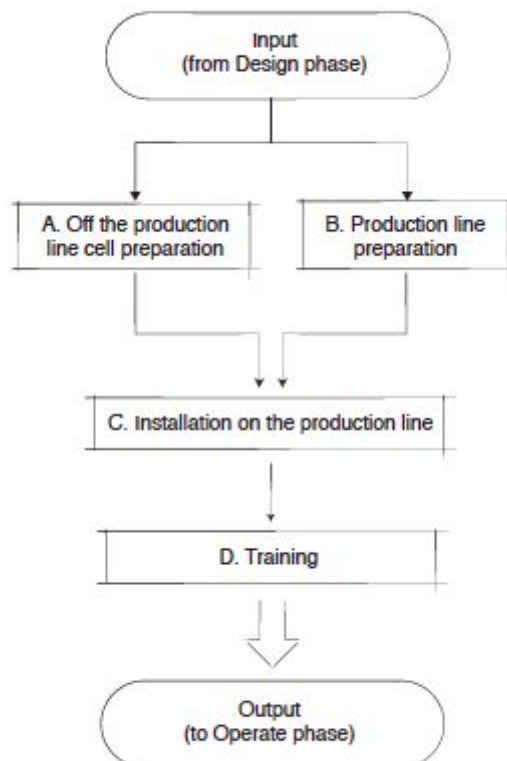 Input
(from Design phase)
A. Off the production
line cell preparation
B. Production line
preparation
C. Installation on the production line
D. Training
Output
(to Operate phase)